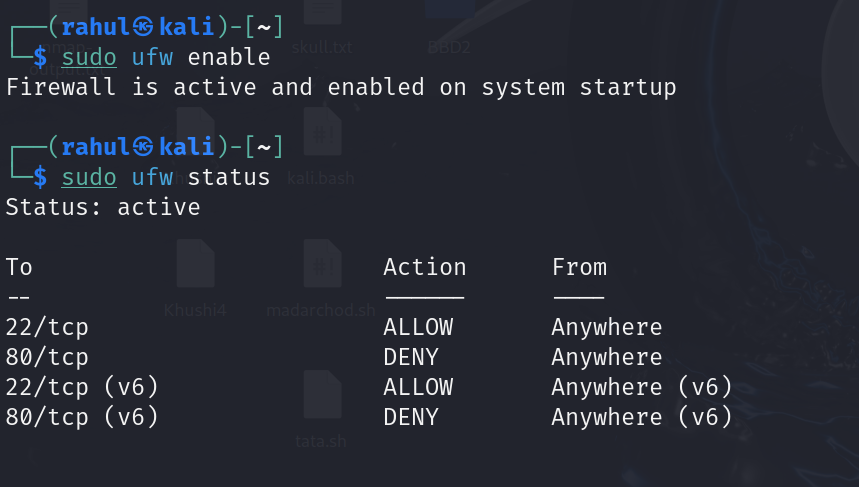 ┌──(rahul㉿kali)-[~]
└─$ sudo ufw enable
Firewall is active and enabled on system startup
┌──(rahul㉿kali)-[~]
└─$ sudo ufw status
Status: active
To Action From
-- ------ ----
22/tcp ALLOW Anywhere
80/tcp DENY Anywhere
22/tcp (v6) ALLOW Anywhere (v6)
80/tcp (v6) DENY Anywhere (v6)
skull.txt
BBD2
kali.bash
Khushi4
madarchod.sh
tata.sh